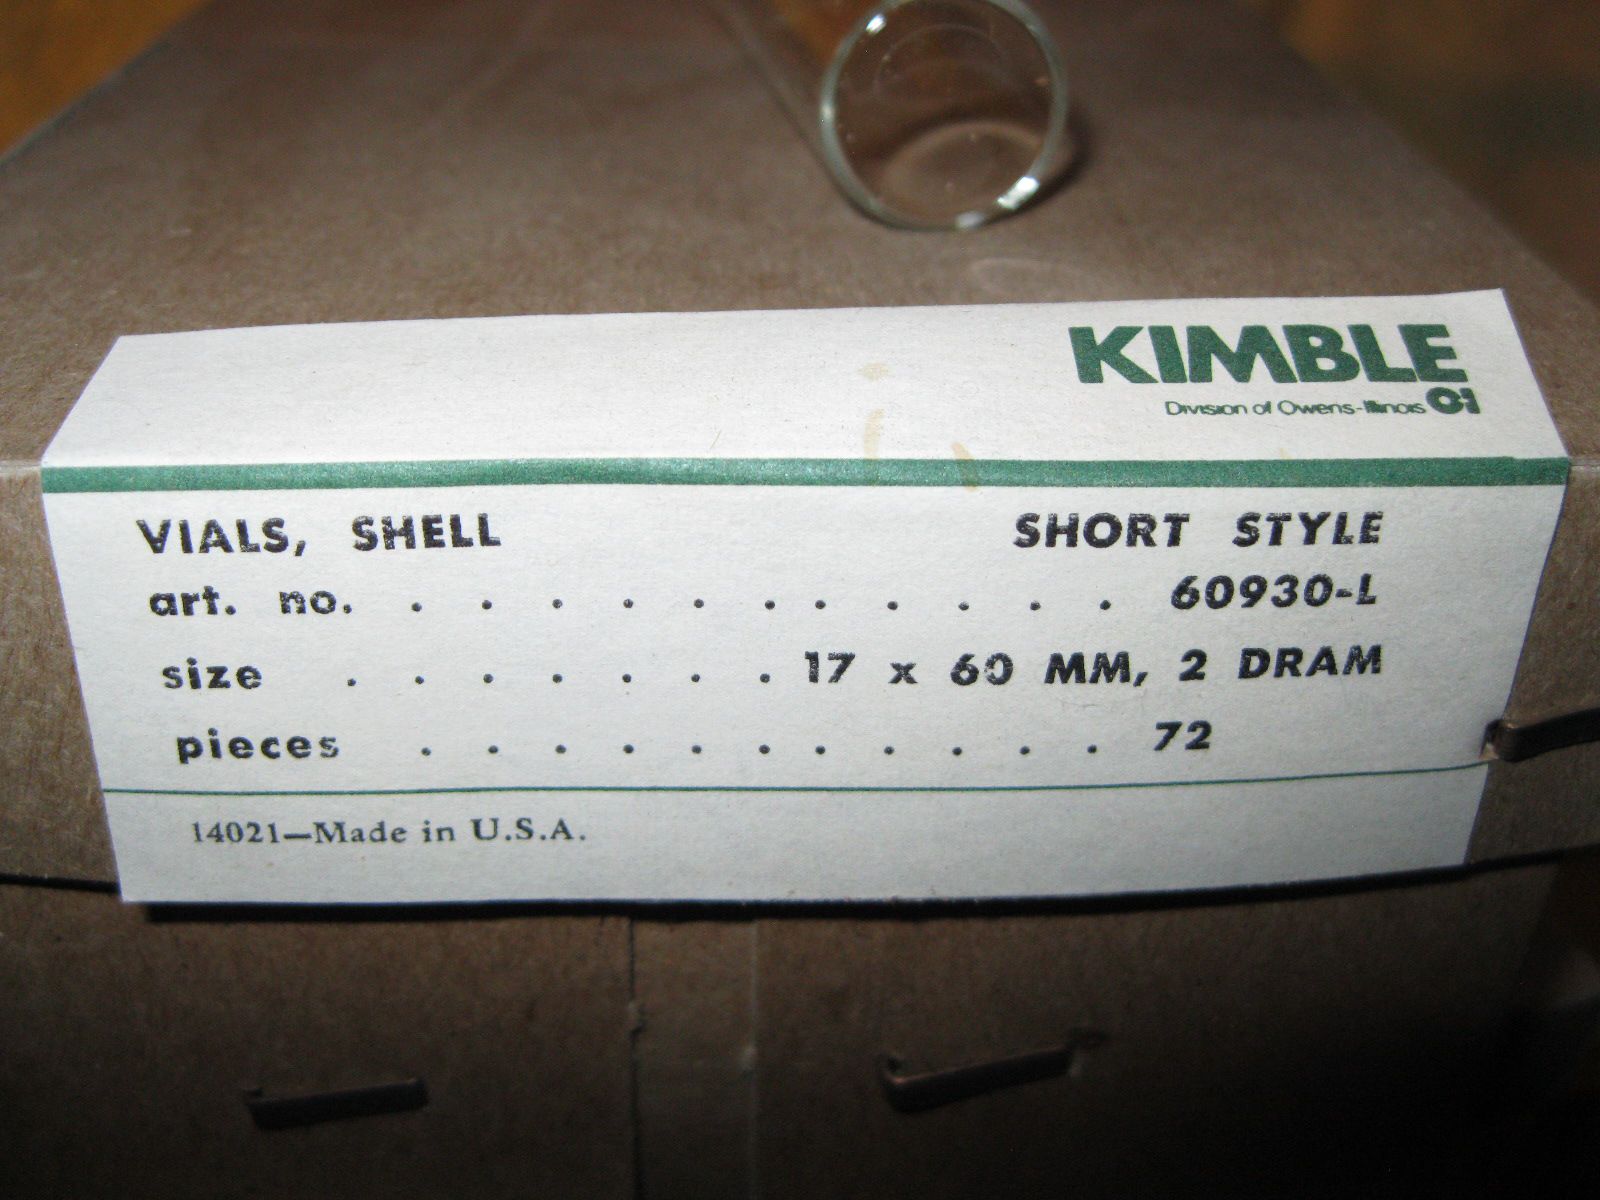 KIMBLE
Division of Owens-Illinois OI
VIALS, SHELL SHORT STYLE
art. no. . . . . . . . . . . . 60930-L
size . . . . . . . 17 x 60 MM, 2 DRAM
pieces . . . . . . . . . . . 72
14021—Made in U.S.A.